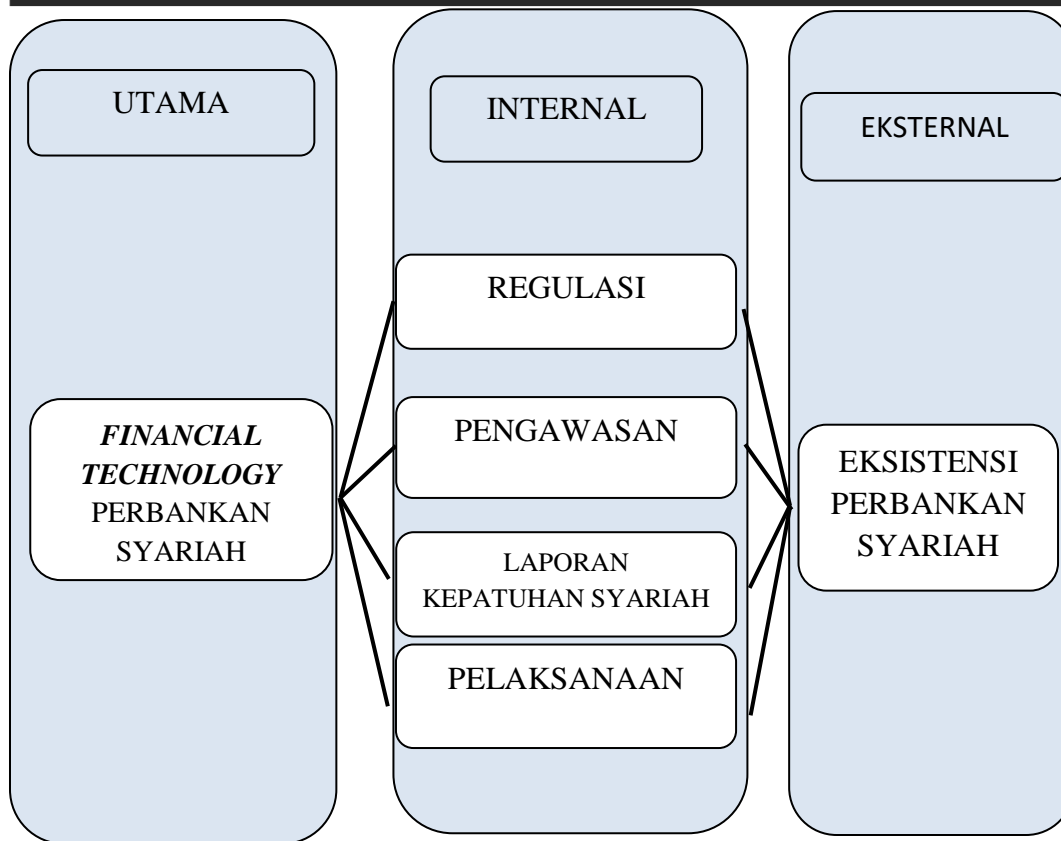 UTAMA
INTERNAL
EKSTERNAL
REGULASI
FINANCIAL
TECHNOLOGY
PERBANKAN
SYARIAH
PENGAWASAN
LAPORAN
KEPATUHAN SYARIAH
PELAKSANAAN
EKSISTENSI
PERBANKAN
SYARIAH